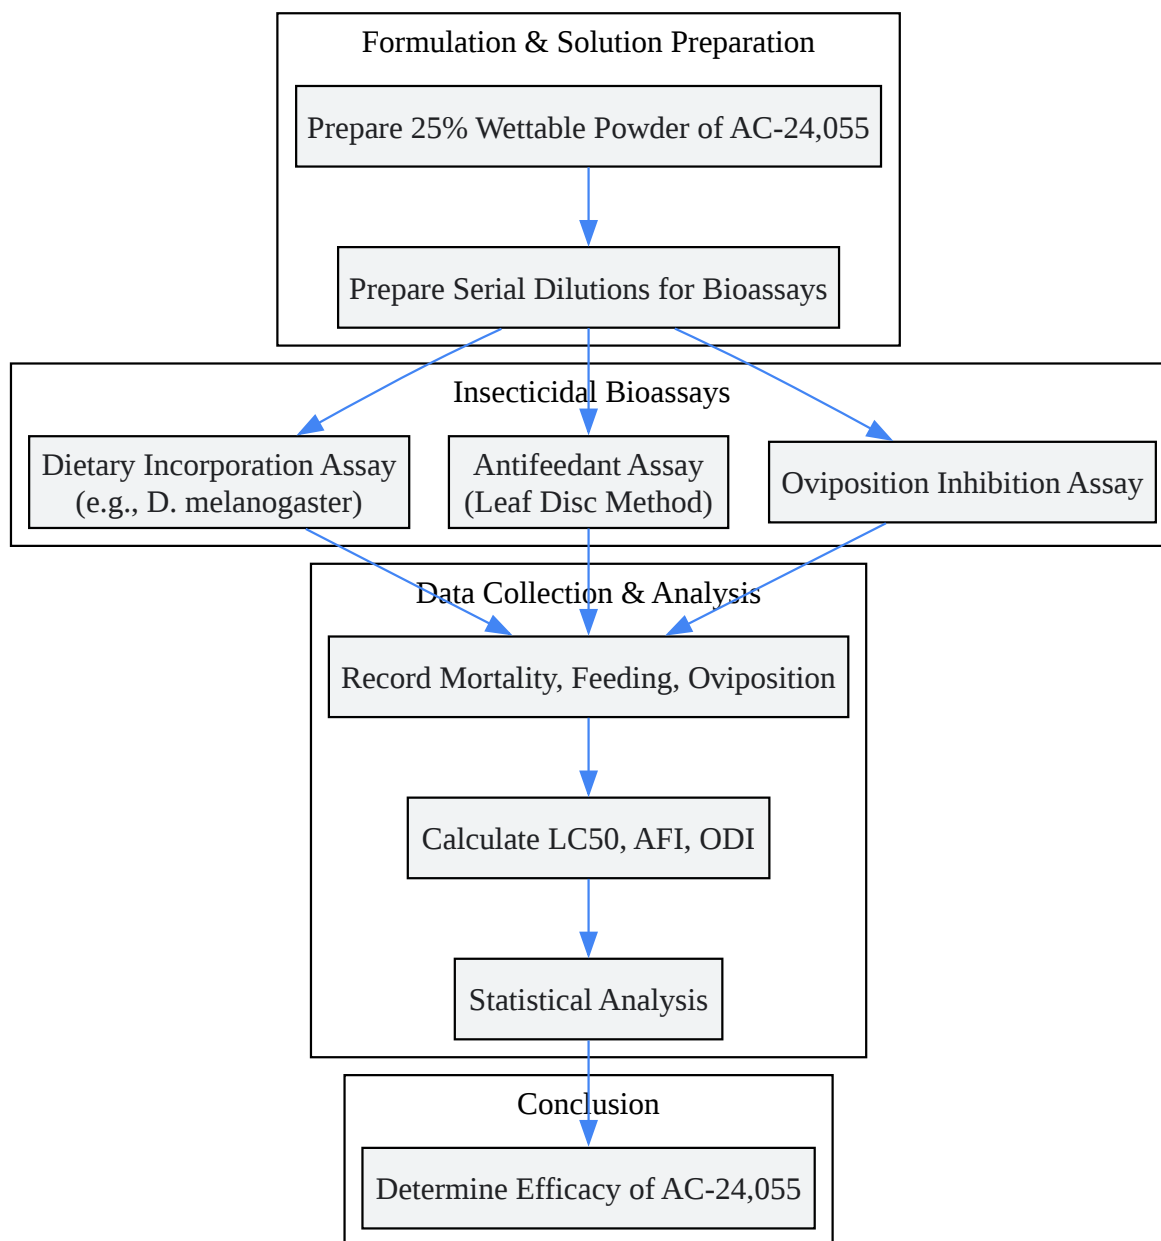 Formulation & Solution Preparation
Prepare 25% Wettable Powder of AC-24,055
Prepare Serial Dilutions for Bioassays
Insecticidal Bioassays
Dietary Incorporation Assay
(e.g., D. melanogaster)
Antifeedant Assay
(Leaf Disc Method)
Oviposition Inhibition Assay
Data Collection & Analysis
Record Mortality, Feeding, Oviposition
Calculate LC50, AFI, ODI
Statistical Analysis
Conclusion
Determine Efficacy of AC-24,055